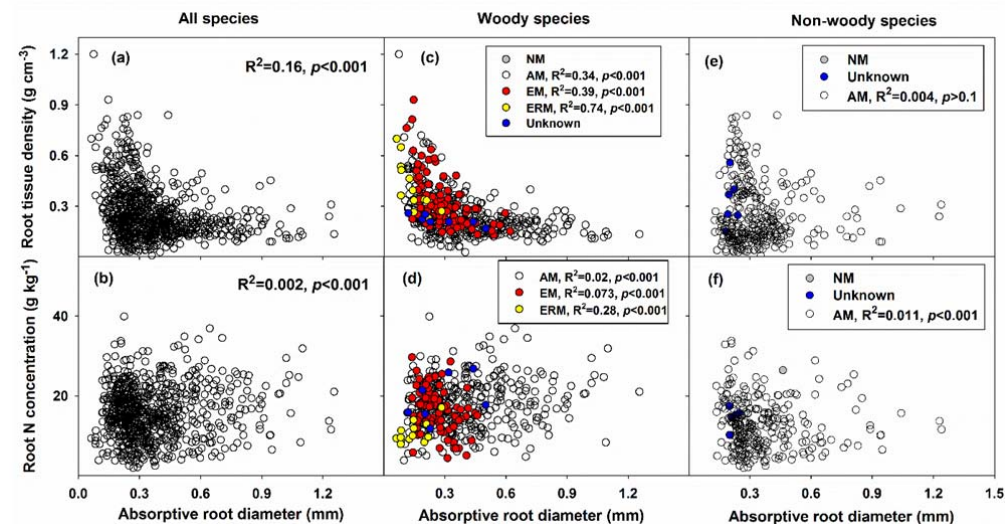 All species
Woody species
Non-woody species
Root tissue density (g cm⁻³)
Root N concentration (g kg⁻¹)
1.2
0.9
0.6
0.3
40
20
(a)
R²=0.16, p<0.001
(c)
NM
AM, R²=0.34, p<0.001
EM, R²=0.39, p<0.001
ERM, R²=0.74, p<0.001
Unknown
(e)
NM
Unknown
AM, R²=0.004, p>0.1
(b)
R²=0.002, p<0.001
(d)
AM, R²=0.02, p<0.001
EM, R²=0.073, p<0.001
ERM, R²=0.28, p<0.001
(f)
NM
Unknown
AM, R²=0.011, p<0.001
0.0 0.3 0.6 0.9 1.2
0.3 0.6 0.9 1.2
0.3 0.6 0.9 1.2 1.5
Absorptive root diameter (mm)
Absorptive root diameter (mm)
Absorptive root diameter (mm)